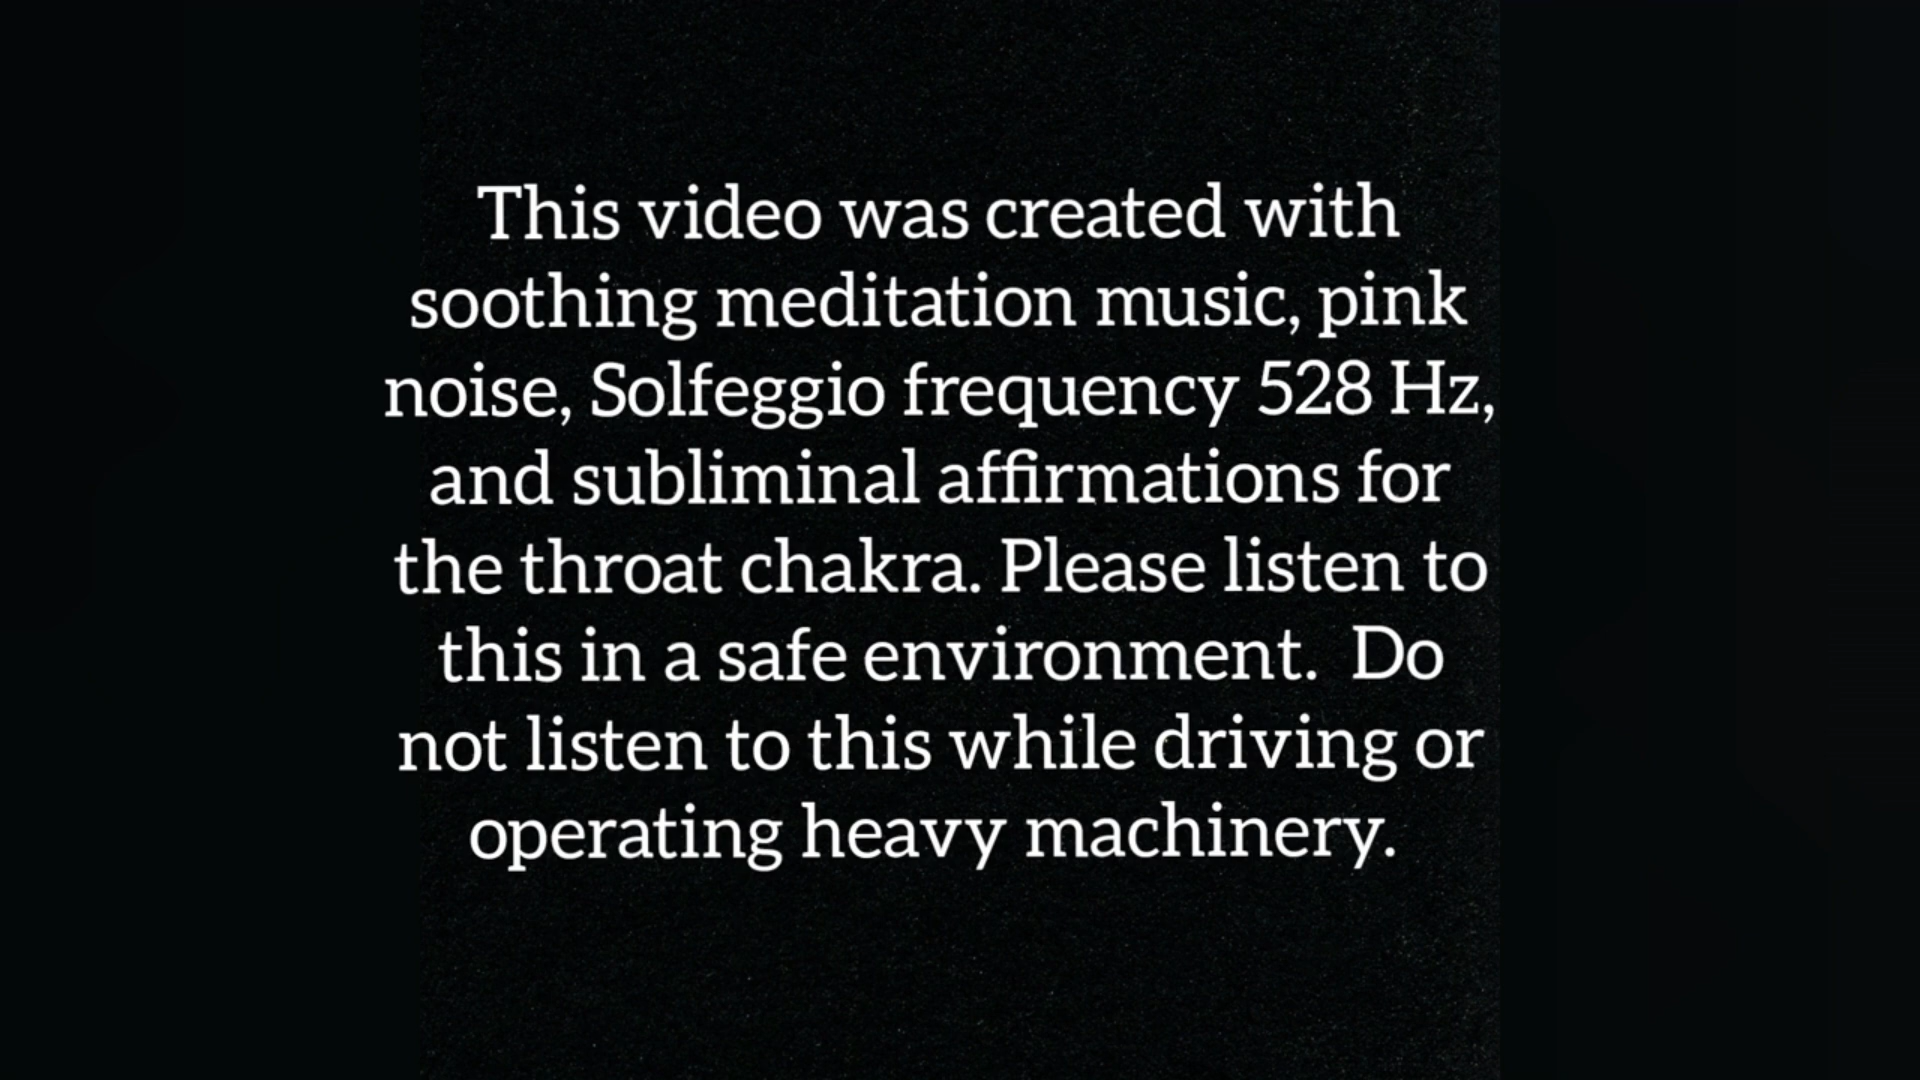 This video was created with
soothing meditation music, pink
noise, Solfeggio frequency 528 Hz,
and subliminal affirmations for
the throat chakra. Please listen to
this in a safe environment.  Do
not listen to this while driving or
operating heavy machinery.